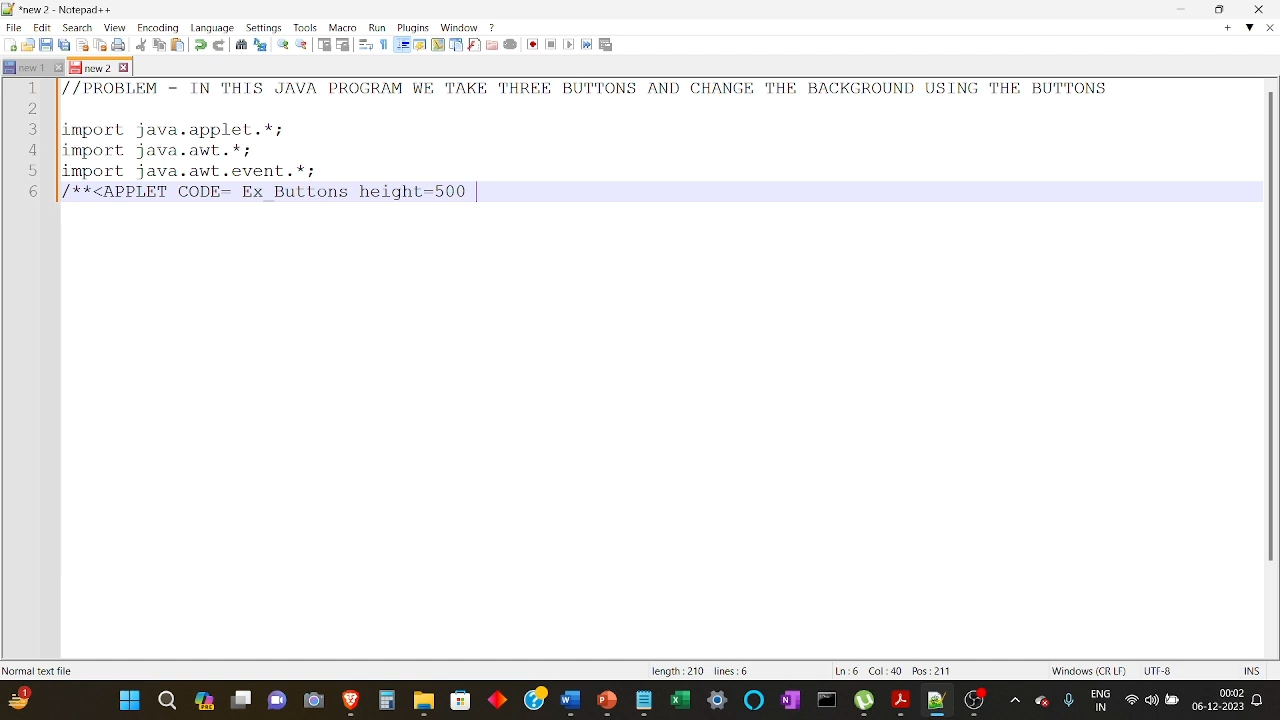 *new 2 - Notepad++
File Edit Search View Encoding Language Settings Tools Macro Run Plugins Window ?
new 1 new 2
1 //PROBLEM - IN THIS JAVA PROGRAM WE TAKE THREE BUTTONS AND CHANGE THE BACKGROUND USING THE BUTTONS
2
3 import java.applet.*;
4 import java.awt.*;
5 import java.awt.event.*;
6 /**<APPLET CODE= Ex_Buttons height=500
Normal text file length : 210 lines : 6 Ln : 6 Col : 40 Pos : 211 Windows (CR LF) UTF-8 INS
1
ENG
IN
00:02
06-12-2023